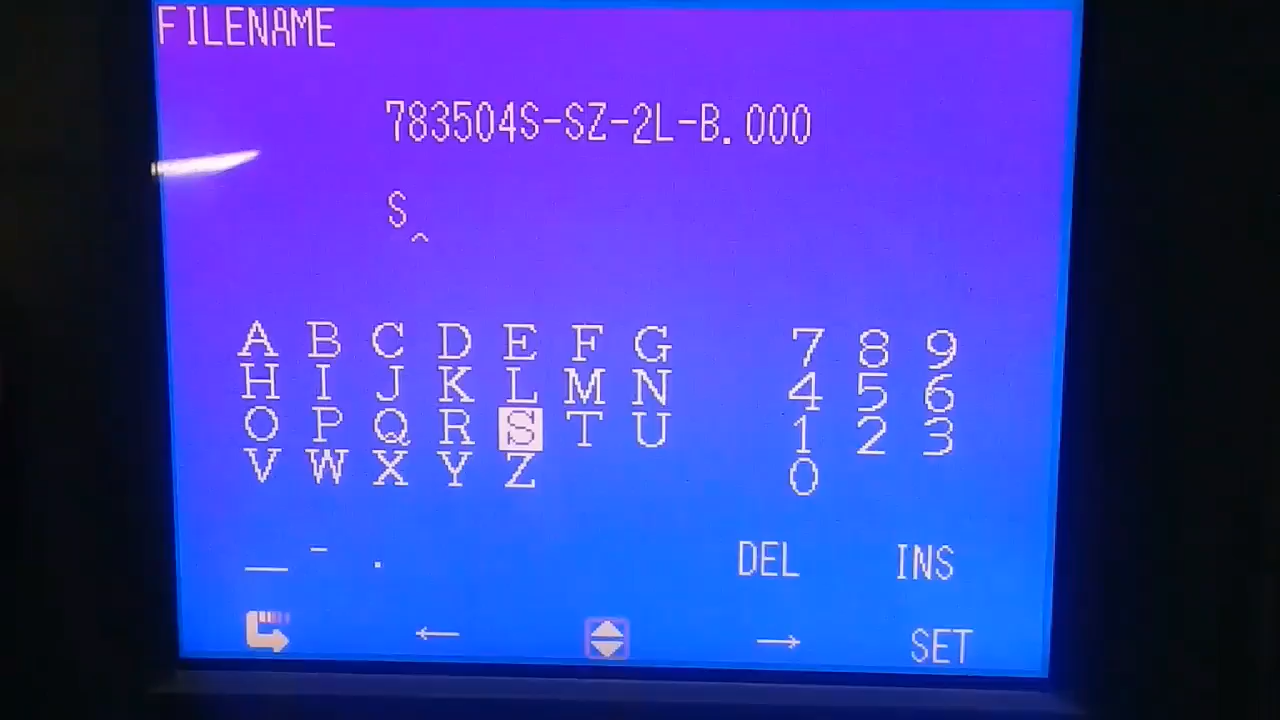 FILENAME
783504S-SZ-2L-B.000
S^
A B C D E F G 7 8 9
H I J K L M N 4 5 6
O P Q R S T U 1 2 3
V W X Y Z 0
_ - . DEL INS
← → SET